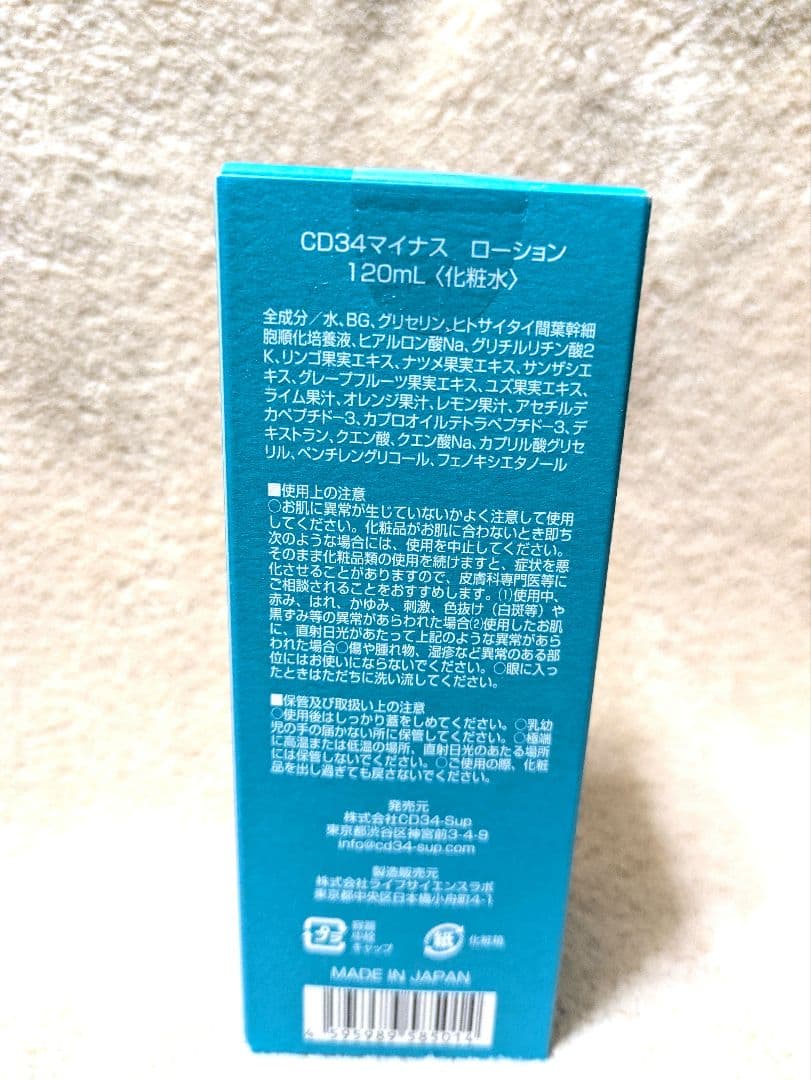 CD34マイナス ローション
120mL〈化粧水〉
全成分／水、BG、グリセリン、ヒトサイタイ間葉幹細
胞順化培養液、ヒアルロン酸Na、グリチルリチン酸2
K、リンゴ果実エキス、ナツメ果実エキス、サンザシエ
キス、グレープフルーツ果実エキス、ユズ果実エキス、
ライム果汁、オレンジ果汁、レモン果汁、アセチルデ
カペプチド-3、カプロオイルテトラペプチド-3、デ
キストラン、クエン酸、クエン酸Na、カプリル酸グリセ
リル、ペンチレングリコール、フェノキシエタノール
■使用上の注意
○お肌に異常が生じていないかよく注意して使用
してください。化粧品がお肌に合わないとき即ち
次のような場合には、使用を中止してください。
そのまま化粧品類の使用を続けますと、症状を悪
化させることがありますので、皮膚科専門医等に
ご相談されることをおすすめします。(1)使用中、
赤み、はれ、かゆみ、刺激、色抜け（白斑等）や
黒ずみ等の異常があらわれた場合(2)使用したお肌
に、直射日光があたって上記のような異常があら
われた場合○傷や腫れ物、湿疹など異常のある部
位にはお使いにならないでください。○眼に入っ
たときはただちに洗い流してください。
■保管及び取扱い上の注意
○使用後はしっかり蓋をしめてください。○乳幼
児の手の届かない所に保管してください。○極端
に高温または低温の場所、直射日光のあたる場所
には保管しないでください。○ご使用の際、化粧
品を出し過ぎても戻さないでください。
発売元
株式会社CD34-Sup
東京都渋谷区神宮前3-4-9
info@cd34-sup.com
製造販売元
株式会社ライフサイエンスラボ
東京都中央区日本橋小舟町4-1
プラ
容器
中栓
キャップ
紙
化粧箱
MADE IN JAPAN
4 595989 585014